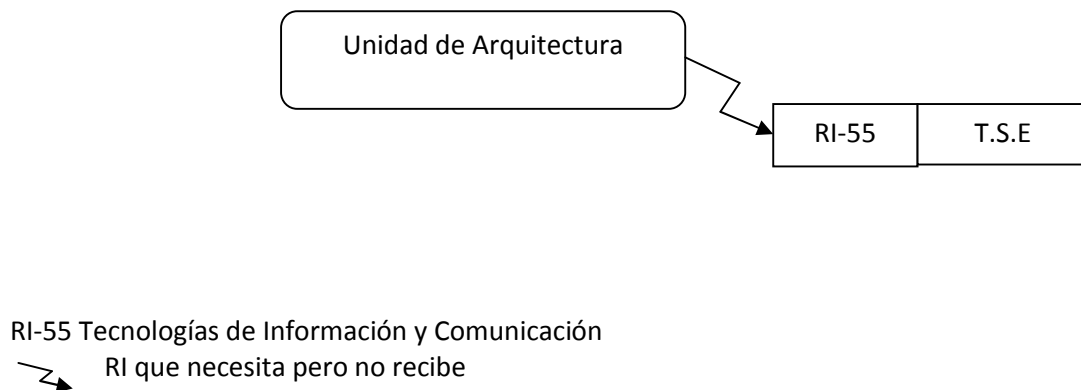 Unidad de Arquitectura
RI-55 T.S.E
RI-55 Tecnologías de Información y Comunicación
RI que necesita pero no recibe